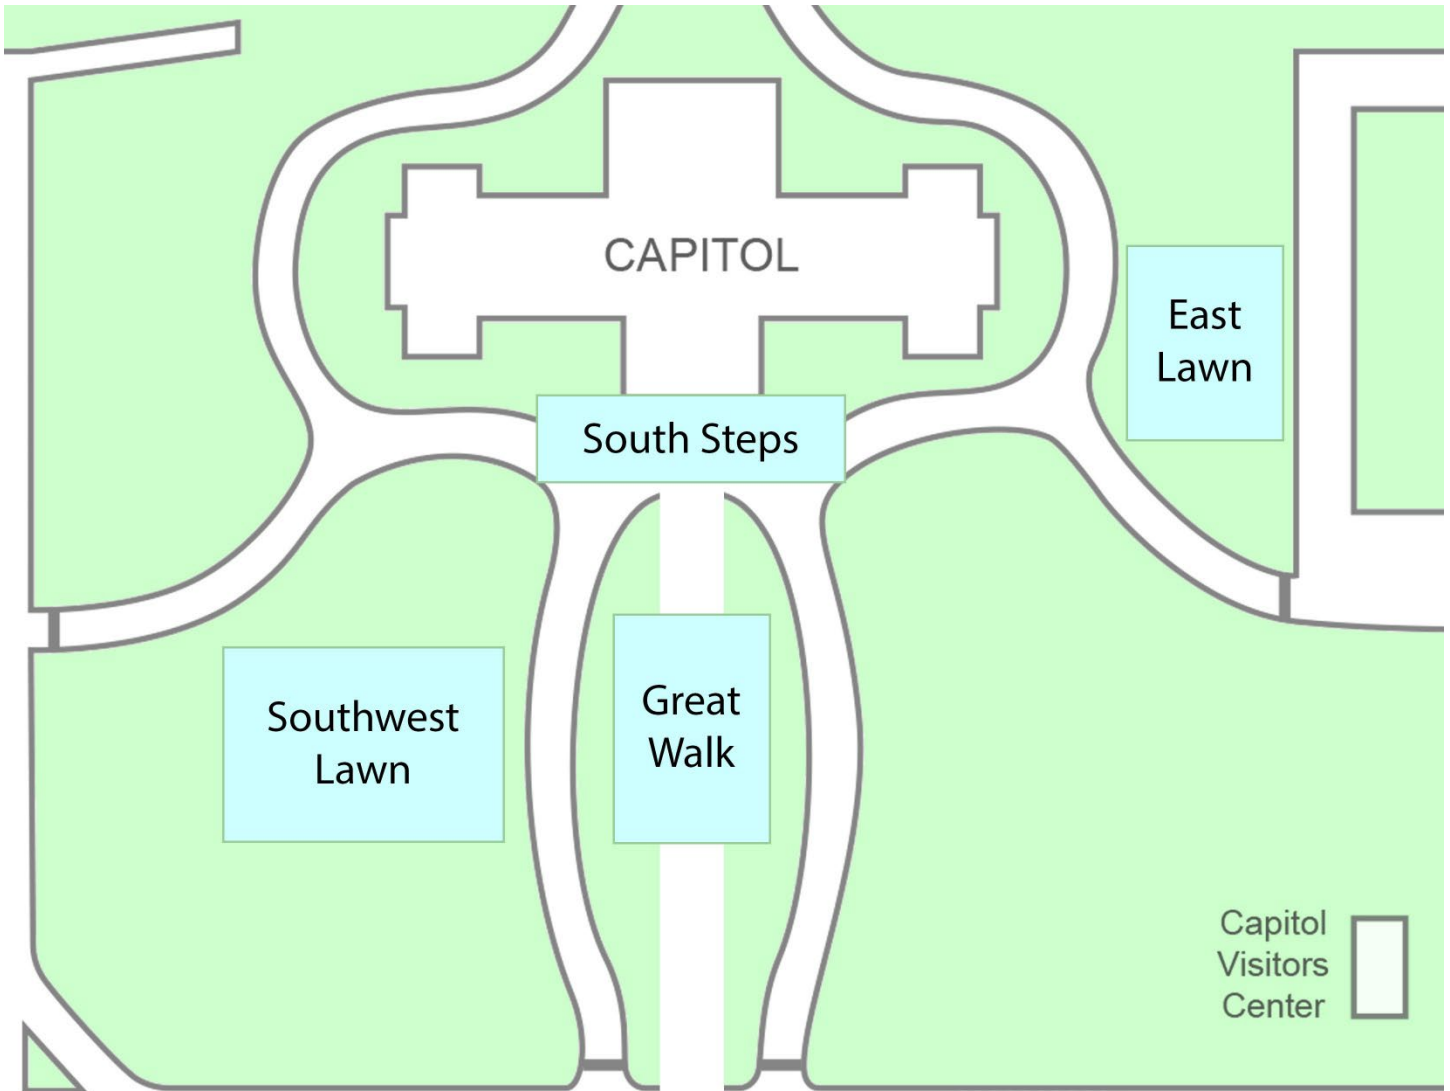 CAPITOL
East
Lawn
South Steps
Southwest
Lawn
Great
Walk
Capitol
Visitors
Center